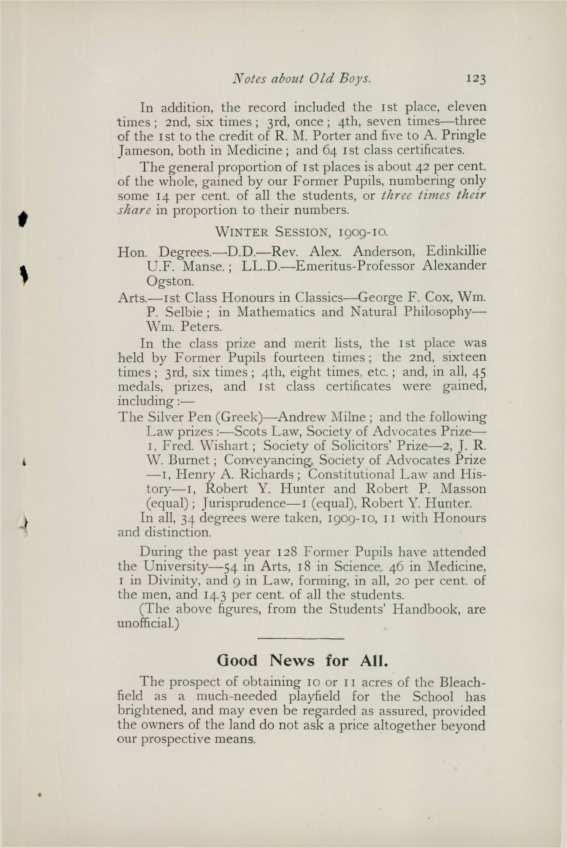 Notes about Old Boys. 123
In addition, the record included the 1st place, eleven
times; 2nd, six times; 3rd, once; 4th, seven times—three
of the 1st to the credit of R. M. Porter and five to A. Pringle
Jameson, both in Medicine; and 64 1st class certificates.
The general proportion of 1st places is about 42 per cent.
of the whole, gained by our Former Pupils, numbering only
some 14 per cent. of all the students, or three times their
share in proportion to their numbers.
WINTER SESSION, 1909-10.
Hon. Degrees.—D.D.—Rev. Alex. Anderson, Edinkillie
U.F. Manse.; LL.D.—Emeritus-Professor Alexander
Ogston.
Arts.—1st Class Honours in Classics—George F. Cox, Wm.
P. Selbie; in Mathematics and Natural Philosophy—
Wm. Peters.
In the class prize and merit lists, the 1st place was
held by Former Pupils fourteen times; the 2nd, sixteen
times; 3rd, six times; 4th, eight times, etc.; and, in all, 45
medals, prizes, and 1st class certificates were gained,
including:—
The Silver Pen (Greek)—Andrew Milne; and the following
Law prizes:—Scots Law, Society of Advocates Prize—
1, Fred. Wishart; Society of Solicitors' Prize—2, J. R.
W. Burnet; Conveyancing, Society of Advocates Prize
—1, Henry A. Richards; Constitutional Law and His-
tory—1, Robert Y. Hunter and Robert P. Masson
(equal); Jurisprudence—1 (equal), Robert Y. Hunter.
In all, 34 degrees were taken, 1909-10, 11 with Honours
and distinction.
During the past year 128 Former Pupils have attended
the University—54 in Arts, 18 in Science, 46 in Medicine,
1 in Divinity, and 9 in Law, forming, in all, 20 per cent. of
the men, and 14.3 per cent. of all the students.
(The above figures, from the Students' Handbook, are
unofficial.)
Good News for All.
The prospect of obtaining 10 or 11 acres of the Bleach-
field as a much-needed playfield for the School has
brightened, and may even be regarded as assured, provided
the owners of the land do not ask a price altogether beyond
our prospective means.